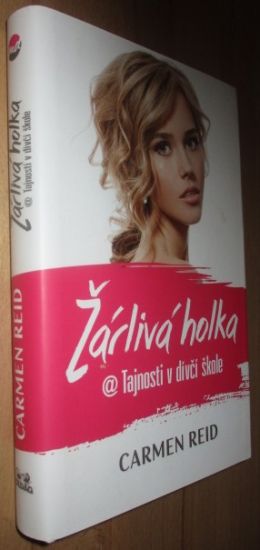 Žárlivá holka
@ Tajnosti v dívčí škole
CARMEN REID
Žárlivá holka
@ Tajnosti v dívčí škole
CARMEN REID